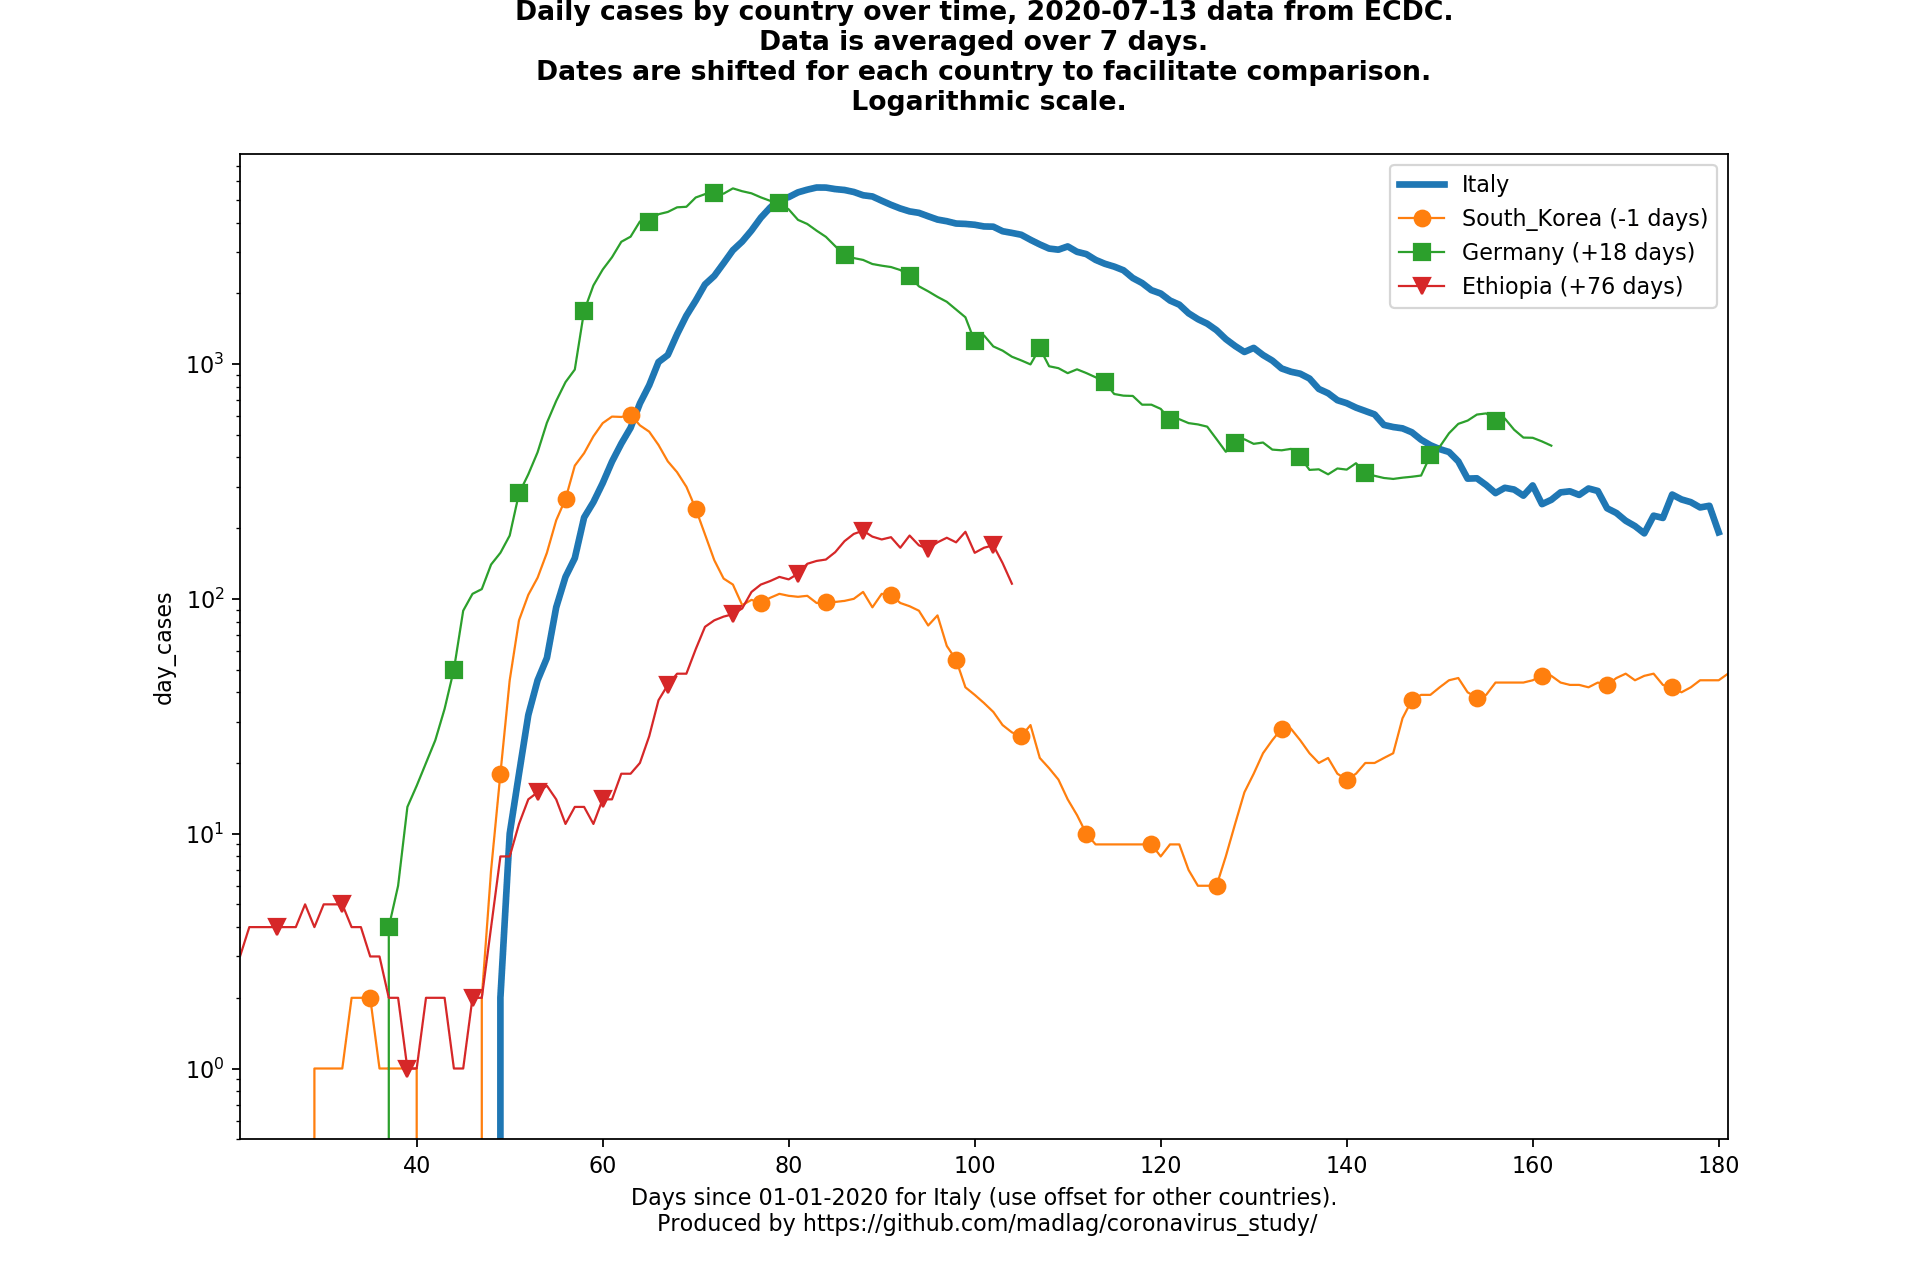 Daily cases by country over time, 2020-07-13 data from ECDC.
Data is averaged over 7 days.
Dates are shifted for each country to facilitate comparison.
Logarithmic scale.
Italy
South_Korea (-1 days)
Germany (+18 days)
Ethiopia (+76 days)
day_cases
10³
10²
10¹
10⁰
40 60 80 100 120 140 160 180
Days since 01-01-2020 for Italy (use offset for other countries).
Produced by https://github.com/madlag/coronavirus_study/